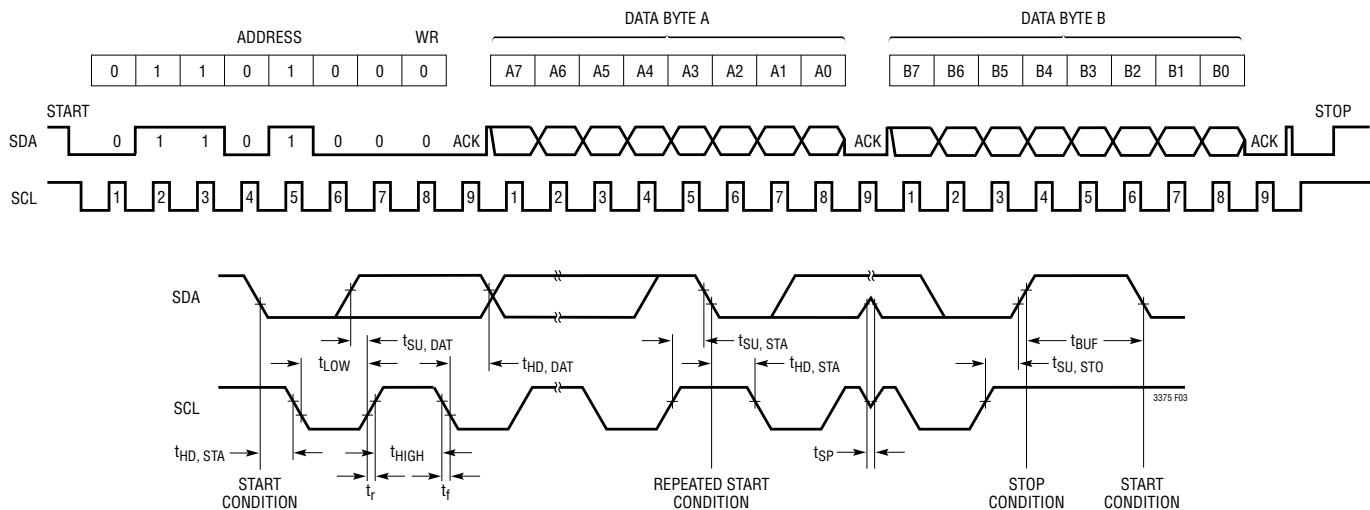 DATA BYTE A DATA BYTE B
ADDRESS WR
0 1 1 0 1 0 0 0 A7 A6 A5 A4 A3 A2 A1 A0 B7 B6 B5 B4 B3 B2 B1 B0
START STOP
SDA 0 1 1 0 1 0 0 0 ACK ACK ACK
SCL 1 2 3 4 5 6 7 8 9 1 2 3 4 5 6 7 8 9 1 2 3 4 5 6 7 8 9
SDA
tSU, DAT tSU, STA tBUF
tLOW tHD, DAT tHD, STA tSU, STO
SCL
3375 F03
tHD, STA tHIGH tSP
tr tf
START CONDITION
REPEATED START CONDITION
STOP CONDITION
START CONDITION